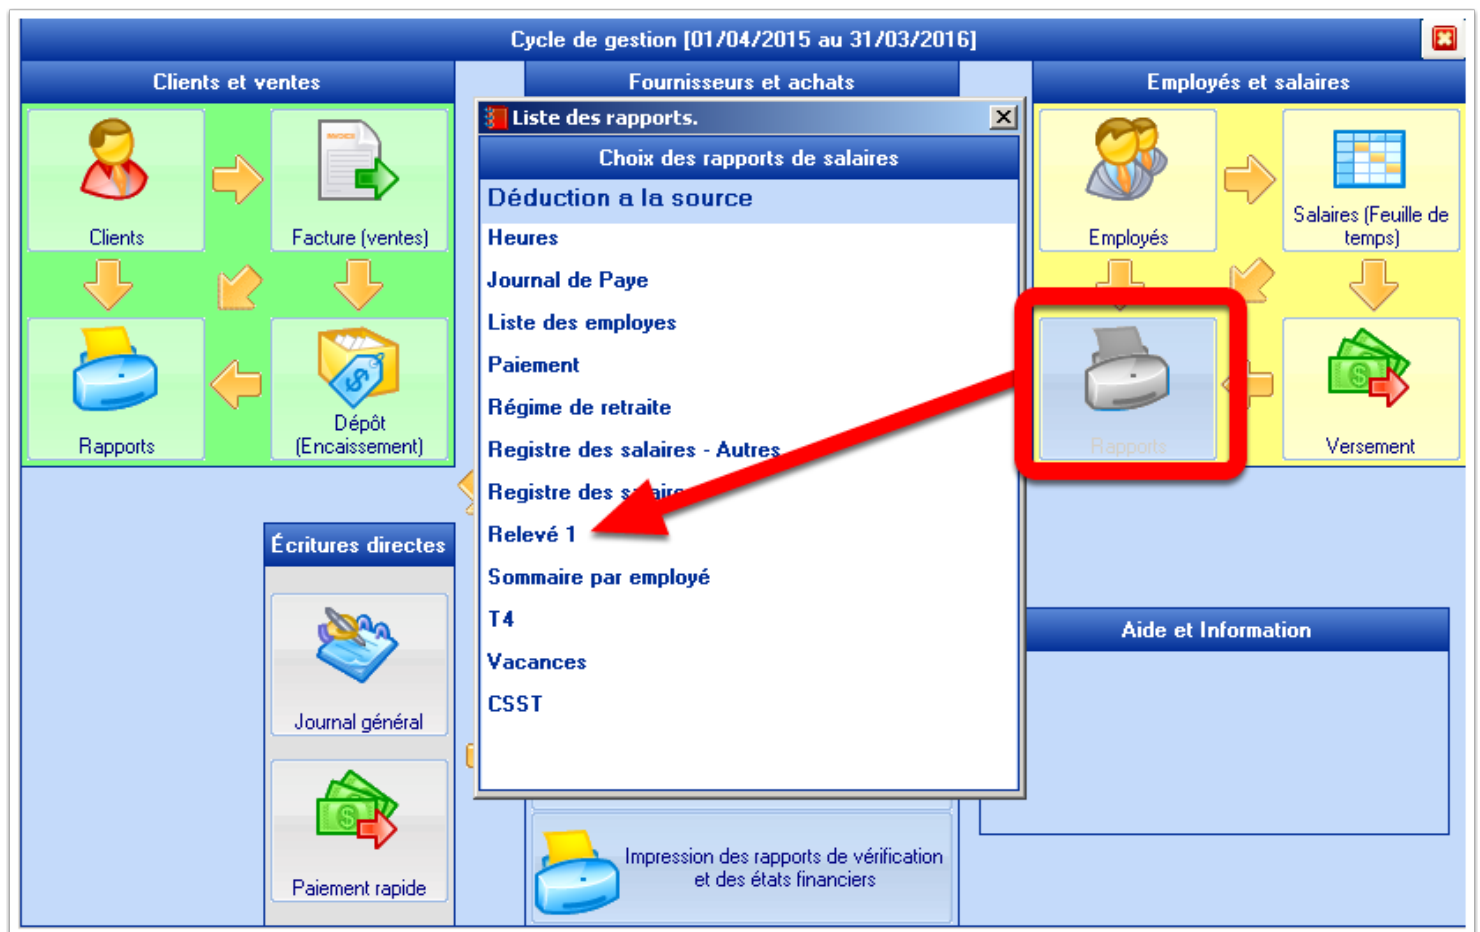 Cycle de gestion [01/04/2015 au 31/03/2016]
Clients et ventes
Clients
INVOICE
Facture (ventes)
Rapports
Dépôt
(Encaissement)
Fournisseurs et achats
Liste des rapports.
Choix des rapports de salaires
Déduction a la source
Heures
Journal de Paye
Liste des employes
Paiement
Régime de retraite
Registre des salaires - Autres
Registre des salaire
Relevé 1
Sommaire par employé
T4
Vacances
CSST
Employés et salaires
Employés
Salaires (Feuille de
temps)
Rapports
Versement
Écritures directes
Journal général
Paiement rapide
Aide et Information
Impression des rapports de vérification
et des états financiers